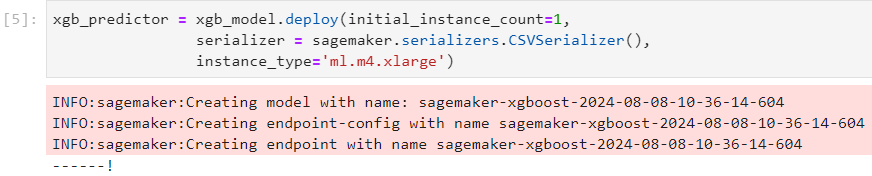 [5]: xgb_predictor = xgb_model.deploy(initial_instance_count=1,
serializer = sagemaker.serializers.CSVSerializer(),
instance_type='ml.m4.xlarge')
INFO:sagemaker:Creating model with name: sagemaker-xgboost-2024-08-08-10-36-14-604
INFO:sagemaker:Creating endpoint-config with name sagemaker-xgboost-2024-08-08-10-36-14-604
INFO:sagemaker:Creating endpoint with name sagemaker-xgboost-2024-08-08-10-36-14-604
------!